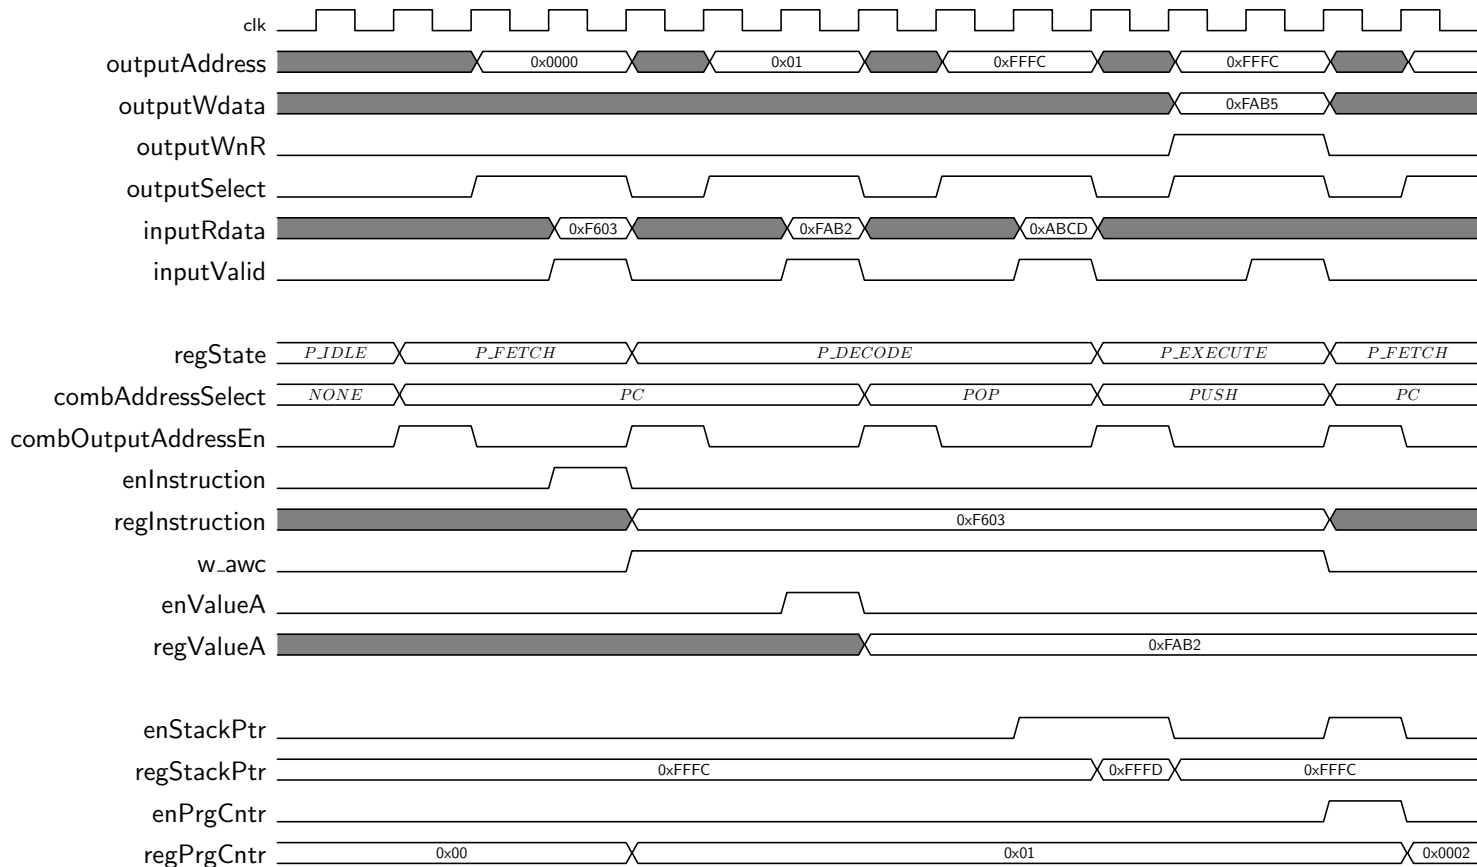 clk
outputAddress 0x0000 0x01 0xFFFC 0xFFFC
outputWdata 0xFAB5
outputWnR
outputSelect
inputRdata 0xF603 0xFAB2 0xABCD
inputValid
regState P_IDLE P_FETCH P_DECODE P_EXECUTE P_FETCH
combAddressSelect NONE PC POP PUSH PC
combOutputAddressEn
enInstruction
regInstruction 0xF603
w_awc
enValueA
regValueA 0xFAB2
enStackPtr
regStackPtr 0xFFFC 0xFFFD 0xFFFC
enPrgCntr
regPrgCntr 0x00 0x01 0x0002